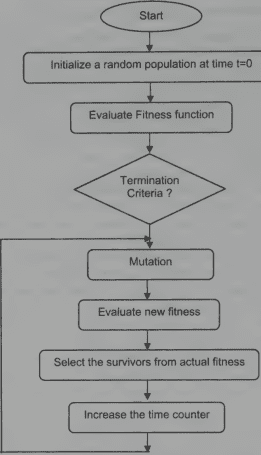 Start
Initialize a random population at time t=0
Evaluate Fitness function
Termination
Criteria ?
Mutation
Evaluate new fitness
Select the survivors from actual fitness
Increase the time counter